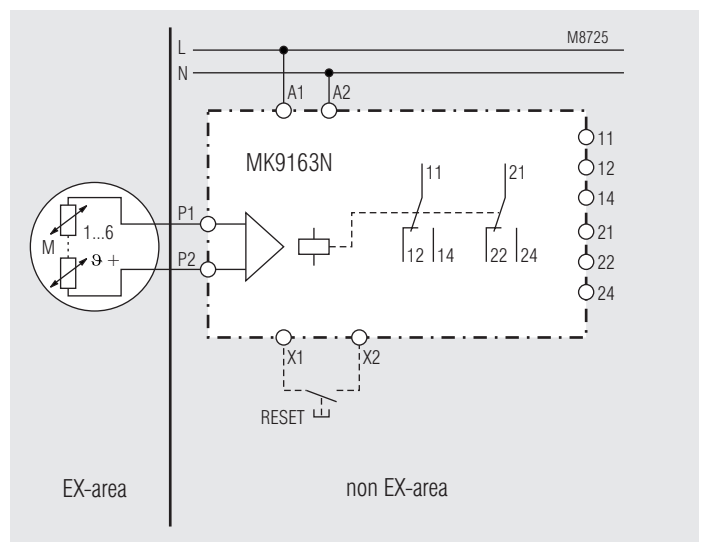 L
M8725
N
A1
A2
MK9163N
11
21
11
12
14
P1
M
1...6
ϑ +
P2
12
14
22
24
21
22
24
X1
X2
RESET
EX-area
non EX-area